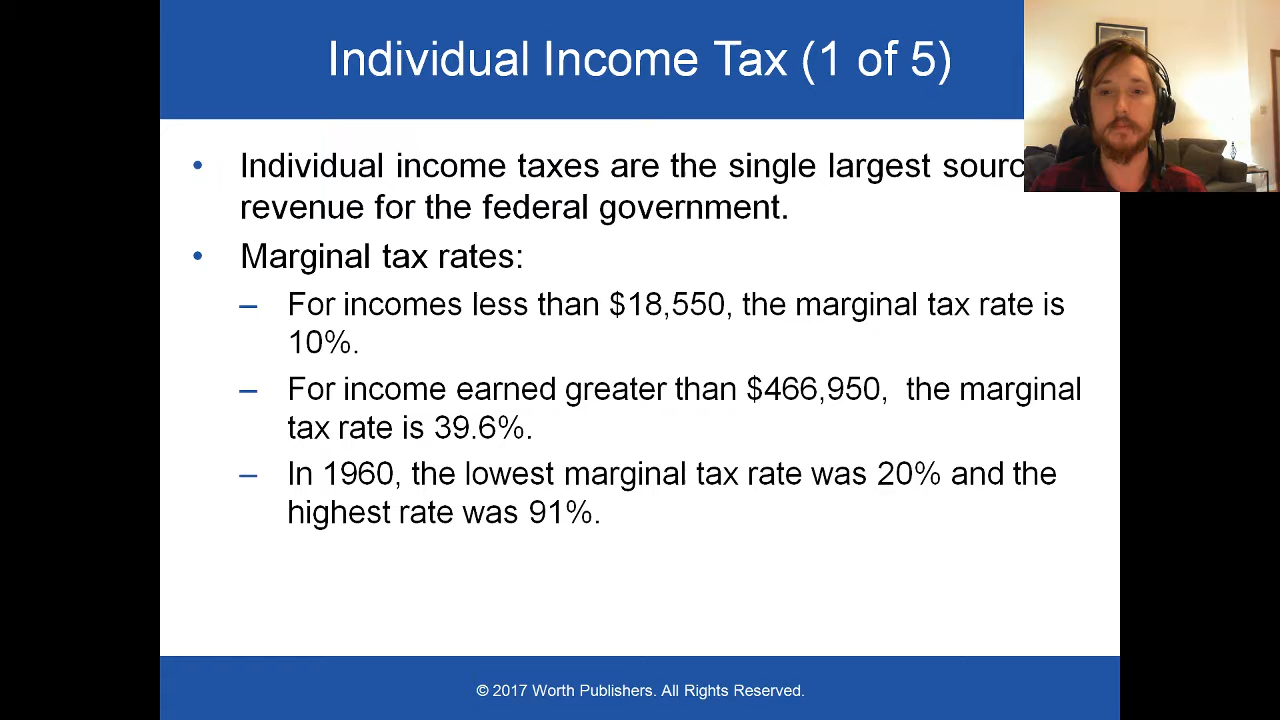 Individual Income Tax (1 of 5)
• Individual income taxes are the single largest
revenue for the federal government.
• Marginal tax rates:
– For incomes less than $18,550, the marginal tax rate is
10%.
– For income earned greater than $466,950, the marginal
tax rate is 39.6%.
– In 1960, the lowest marginal tax rate was 20% and the
highest rate was 91%.
© 2017 Worth Publishers. All Rights Reserved.